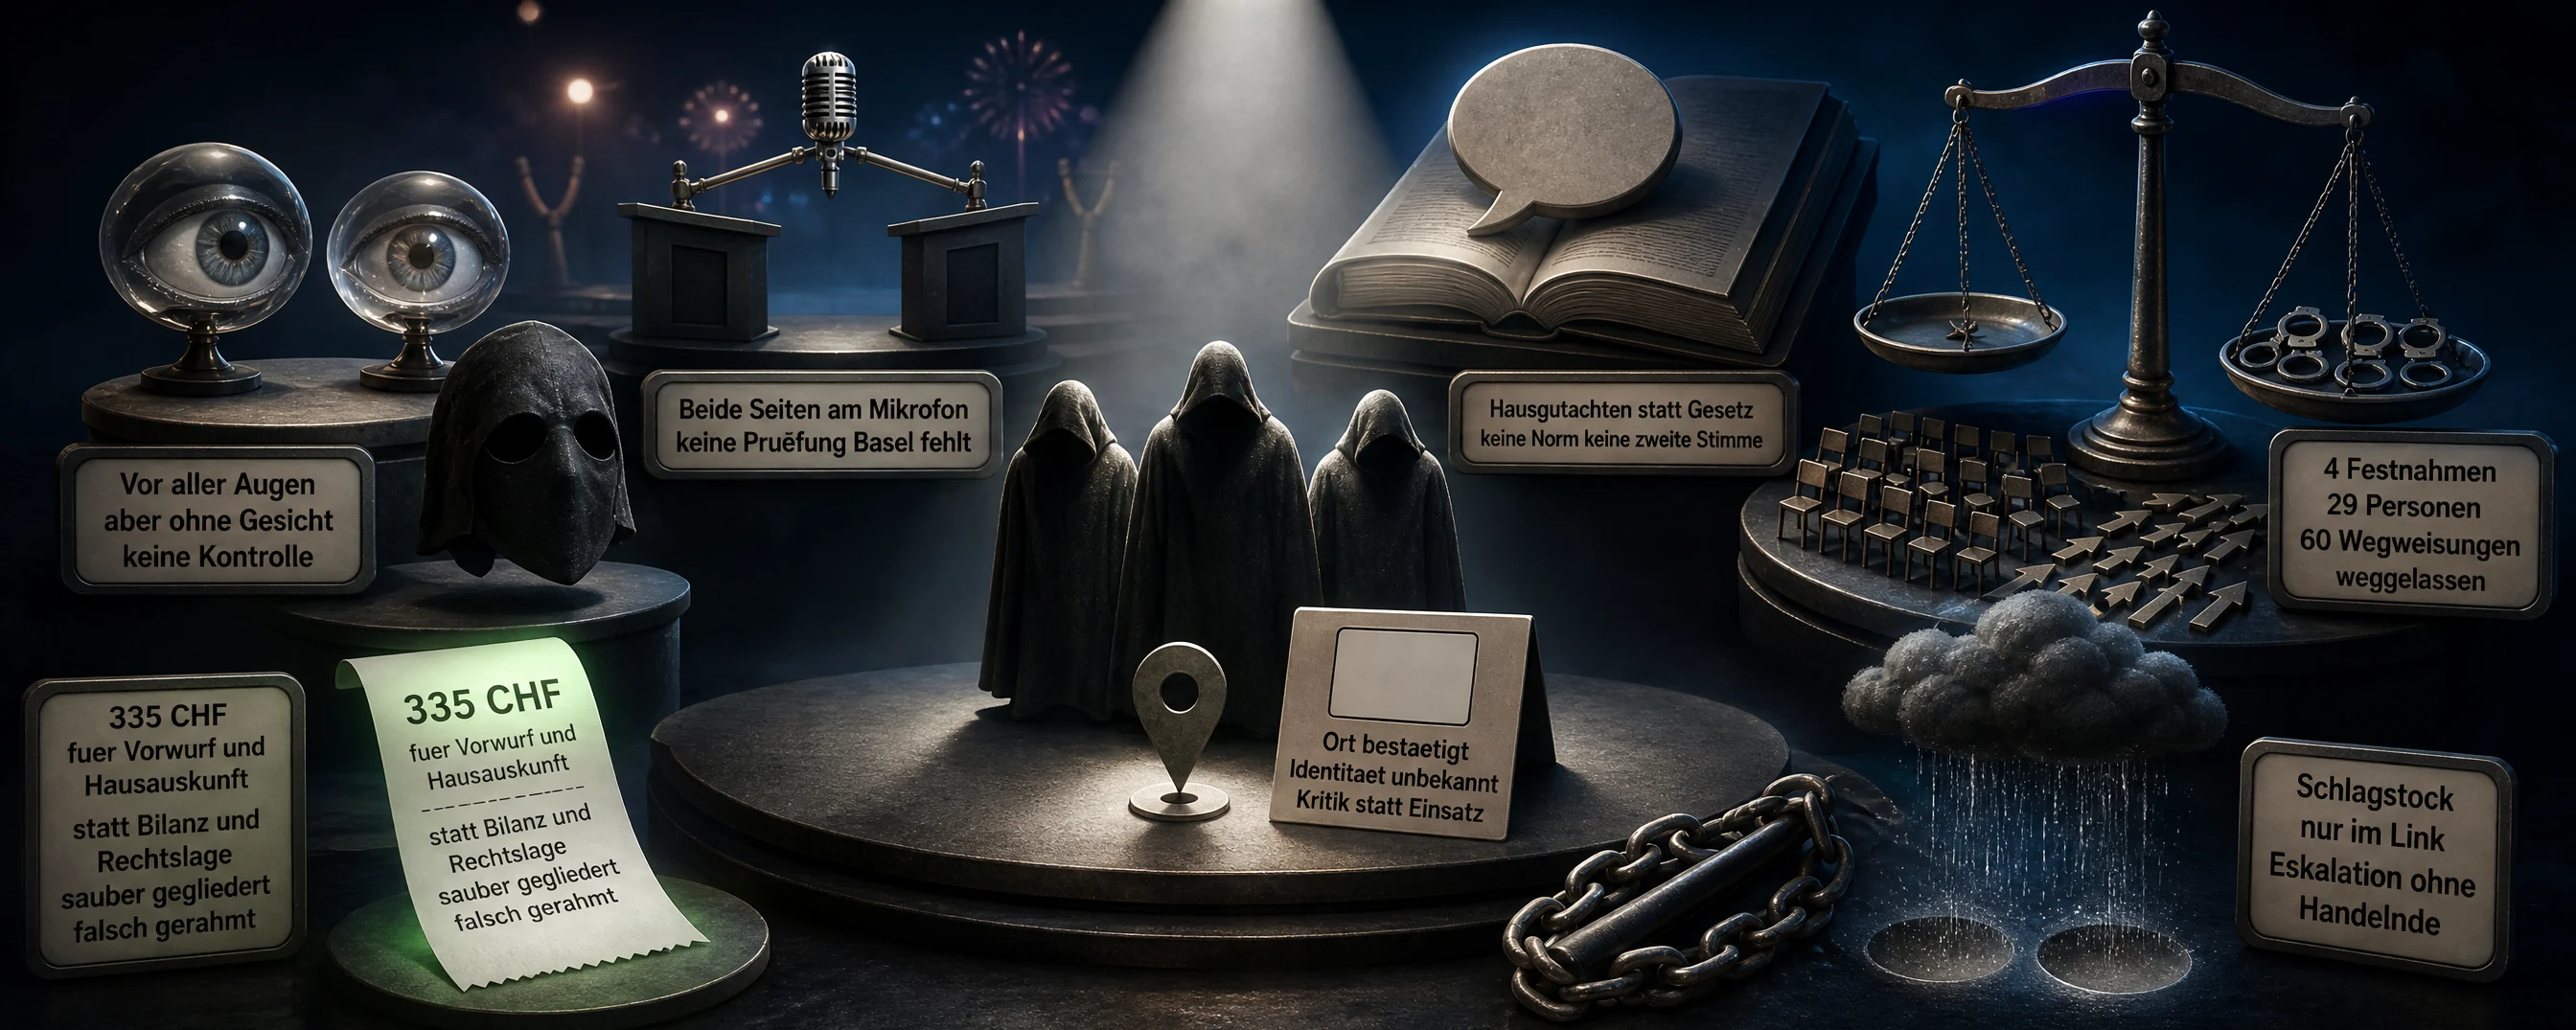 Beide Seiten am Mikrofon
keine Pruēfung Basel fehlt
Hausgutachten statt Gesetz
keine Norm keine zweite Stimme
Vor aller Augen
aber ohne Gesicht
keine Kontrolle
4 Festnahmen
29 Personen
60 Wegweisungen
weggelassen
335 CHF
fuer Vorwurf und
Hausauskunft
statt Bilanz und
Rechtslage
sauber gegliedert
falsch gerahmt
335 CHF
fuer Vorwurf und
Hausauskunft
statt Bilanz und
Rechtslage
sauber gegliedert
falsch gerahmt
Ort bestaetigt
Identitaet unbekannt
Kritik statt Einsatz
Schlagstock
nur im Link
Eskalation ohne
Handelnde